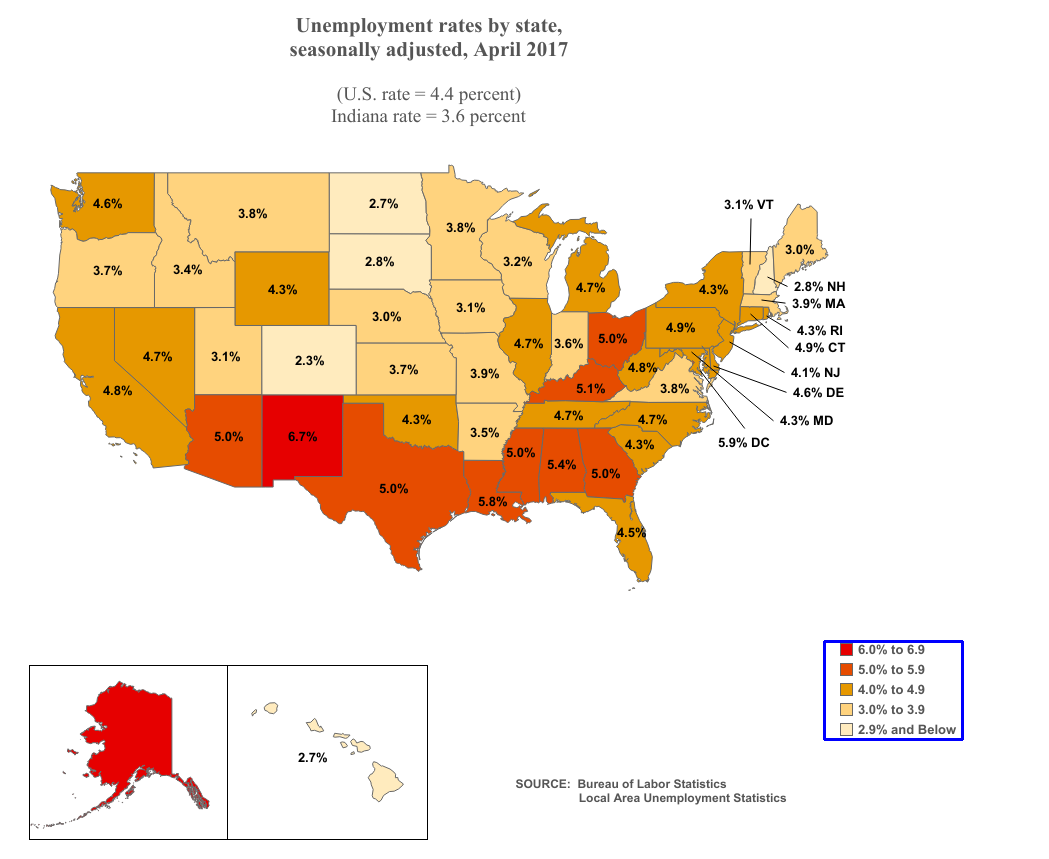 Unemployment rates by state,
seasonally adjusted, April 2017
(U.S. rate = 4.4 percent)
Indiana rate = 3.6 percent
4.6%
3.8%
2.7%
3.8%
3.1% VT
3.0%
3.7%
3.4%
2.8%
3.2%
4.7%
4.3%
2.8% NH
3.9% MA
4.3%
3.0%
3.1%
4.9%
4.3% RI
4.9% CT
4.7%
3.1%
2.3%
3.7%
3.9%
4.7%
3.6%
5.0%
4.8%
4.1% NJ
4.8%
5.1%
3.8%
4.6% DE
4.3%
4.7%
4.7%
4.3% MD
5.0%
6.7%
3.5%
4.3%
5.9% DC
5.0%
5.0%
5.4%
5.0%
5.8%
4.5%
6.0% to 6.9
5.0% to 5.9
4.0% to 4.9
3.0% to 3.9
2.9% and Below
2.7%
SOURCE: Bureau of Labor Statistics
Local Area Unemployment Statistics